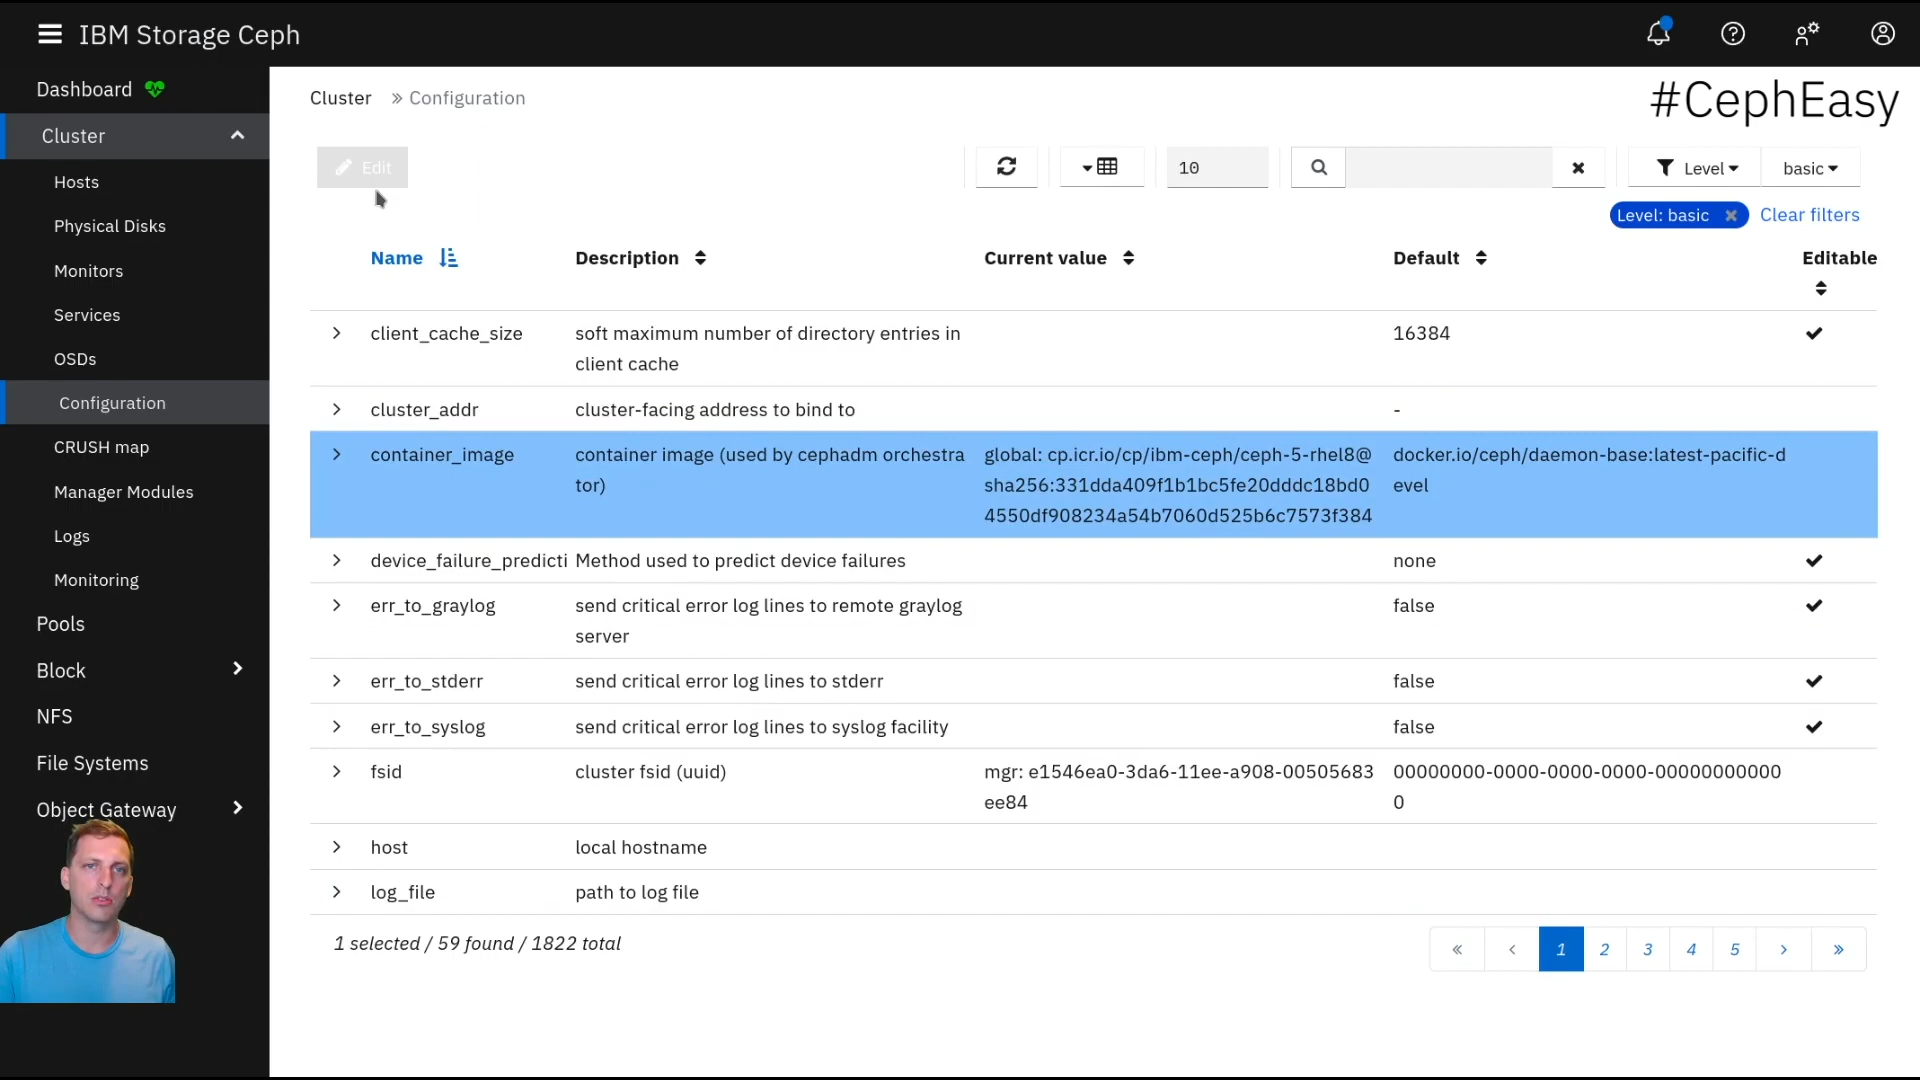 IBM Storage Ceph
Dashboard
Cluster
Hosts
Physical Disks
Monitors
Services
OSDs
Configuration
CRUSH map
Manager Modules
Logs
Monitoring
Pools
Block
NFS
File Systems
Object Gateway
Cluster » Configuration
#CephEasy
Edit
10
Level
basic
Level: basic
Clear filters
Name Description Current value Default Editable
client_cache_size soft maximum number of directory entries in 16384
client cache
cluster_addr cluster-facing address to bind to -
container_image container image (used by cephadm orchestra global: cp.icr.io/cp/ibm-ceph/ceph-5-rhel8@ docker.io/ceph/daemon-base:latest-pacific-d
tor) sha256:331dda409f1b1bc5fe20dddc18bd0 evel
4550df908234a54b7060d525b6c7573f384
device_failure_predicti Method used to predict device failures none
err_to_graylog send critical error log lines to remote graylog false
server
err_to_stderr send critical error log lines to stderr false
err_to_syslog send critical error log lines to syslog facility false
fsid cluster fsid (uuid) mgr: e1546ea0-3da6-11ee-a908-00505683 00000000-0000-0000-0000-00000000000
ee84 0
host local hostname
log_file path to log file
1 selected / 59 found / 1822 total
« ‹ 1 2 3 4 5 › »